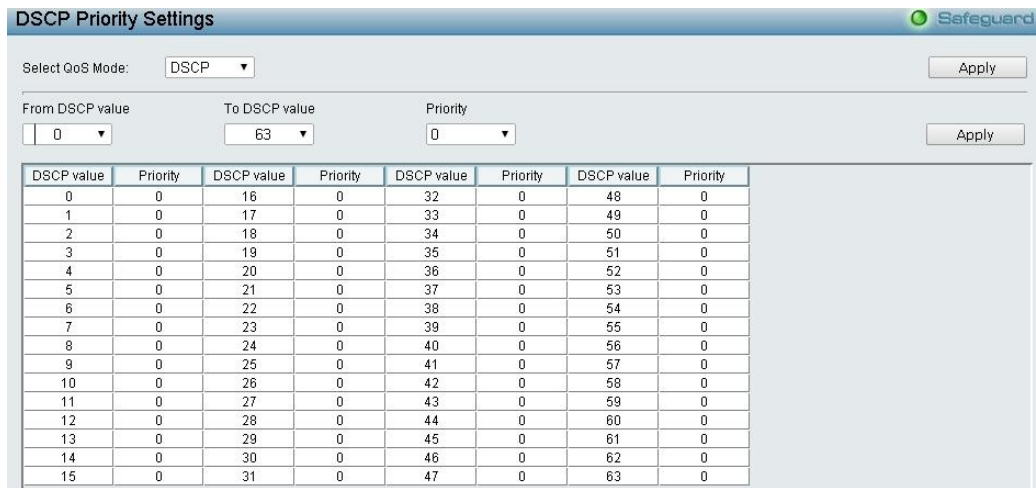 DSCP Priority Settings
Safeguard
Select QoS Mode: DSCP Apply
From DSCP value To DSCP value Priority
0 63 0 Apply
DSCP value Priority DSCP value Priority DSCP value Priority DSCP value Priority
0 0 16 0 32 0 48 0
1 0 17 0 33 0 49 0
2 0 18 0 34 0 50 0
3 0 19 0 35 0 51 0
4 0 20 0 36 0 52 0
5 0 21 0 37 0 53 0
6 0 22 0 38 0 54 0
7 0 23 0 39 0 55 0
8 0 24 0 40 0 56 0
9 0 25 0 41 0 57 0
10 0 26 0 42 0 58 0
11 0 27 0 43 0 59 0
12 0 28 0 44 0 60 0
13 0 29 0 45 0 61 0
14 0 30 0 46 0 62 0
15 0 31 0 47 0 63 0